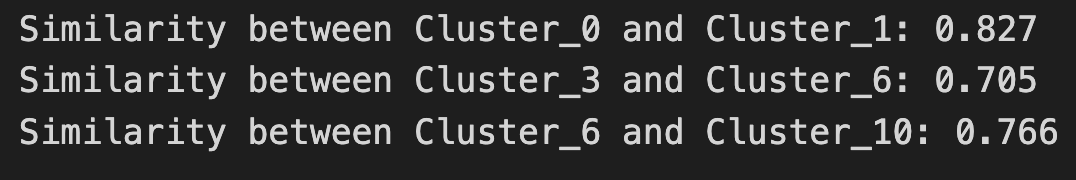 Similarity between Cluster_0 and Cluster_1: 0.827
Similarity between Cluster_3 and Cluster_6: 0.705
Similarity between Cluster_6 and Cluster_10: 0.766